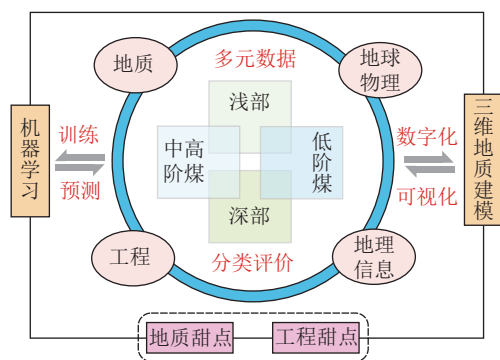 地质
多元数据
地球
物理
浅部
机器学习
训练
预测
中高
阶煤
低阶煤
数字化
可视化
三维地质建模
深部
工程
分类评价
地理
信息
地质甜点
工程甜点